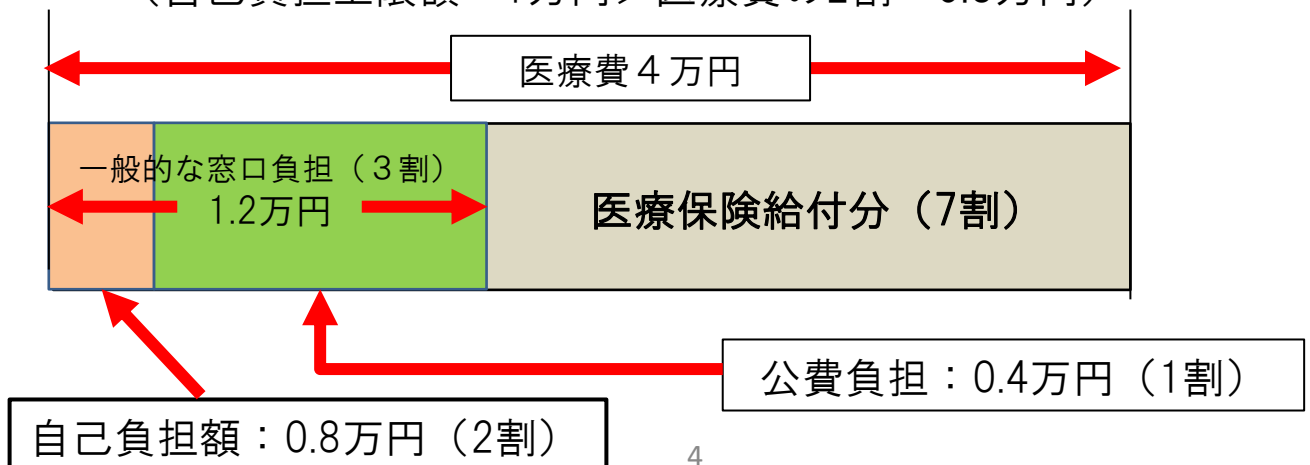 医療費４万円
一般的な窓口負担（３割）
1.2万円
医療保険給付分（7割）
公費負担：0.4万円（1割）
自己負担額：0.8万円（2割）
4